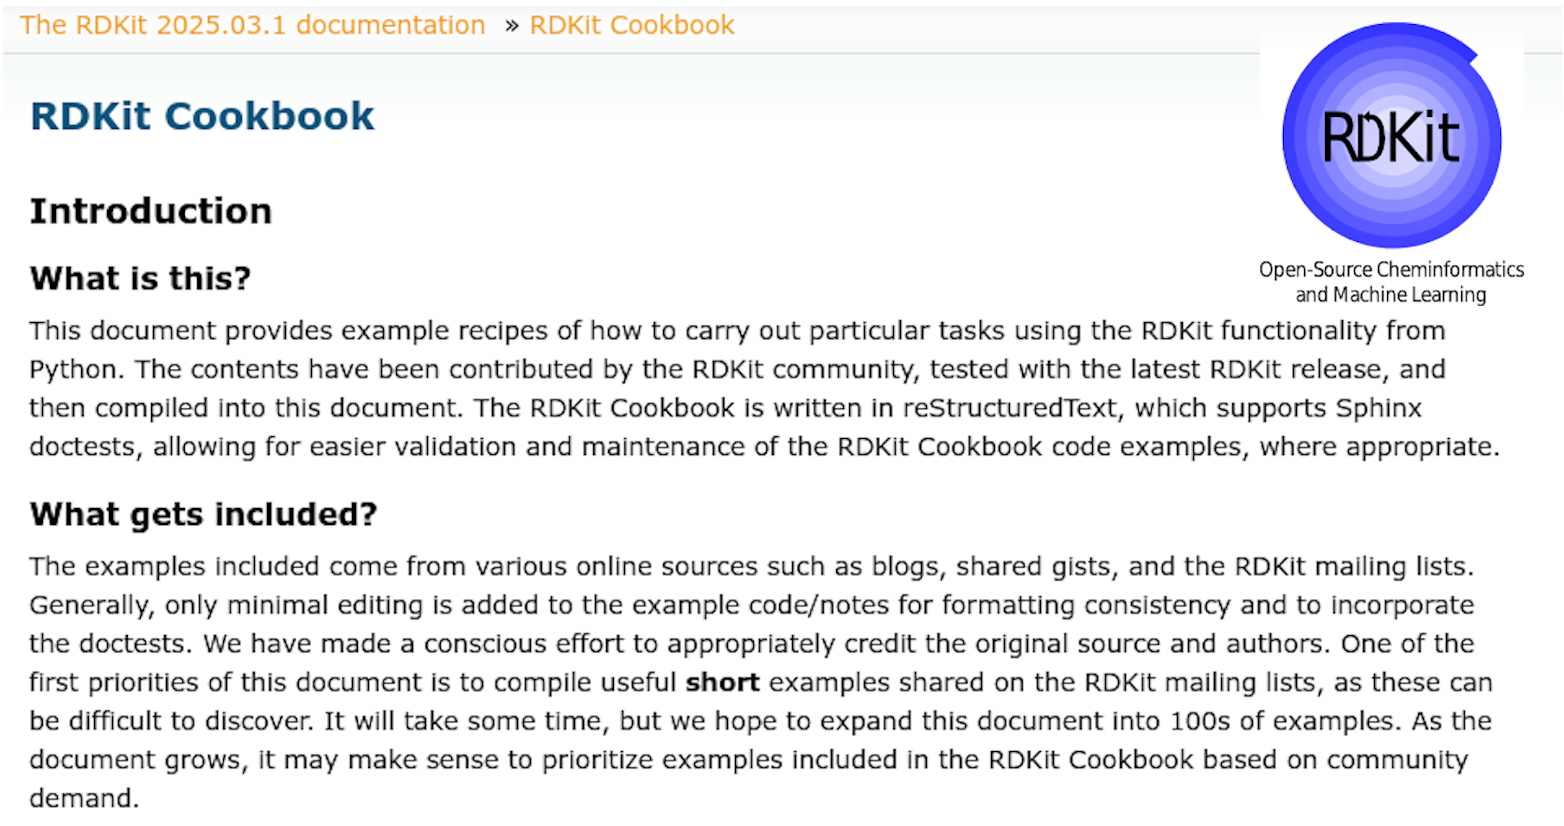 The RDKit 2025.03.1 documentation » RDKit Cookbook
RDKit Cookbook
RDKit
Open-Source Cheminformatics
and Machine Learning
Introduction
What is this?
This document provides example recipes of how to carry out particular tasks using the RDKit functionality from
Python. The contents have been contributed by the RDKit community, tested with the latest RDKit release, and
then compiled into this document. The RDKit Cookbook is written in reStructuredText, which supports Sphinx
doctests, allowing for easier validation and maintenance of the RDKit Cookbook code examples, where appropriate.
What gets included?
The examples included come from various online sources such as blogs, shared gists, and the RDKit mailing lists.
Generally, only minimal editing is added to the example code/notes for formatting consistency and to incorporate
the doctests. We have made a conscious effort to appropriately credit the original source and authors. One of the
first priorities of this document is to compile useful short examples shared on the RDKit mailing lists, as these can
be difficult to discover. It will take some time, but we hope to expand this document into 100s of examples. As the
document grows, it may make sense to prioritize examples included in the RDKit Cookbook based on community
demand.